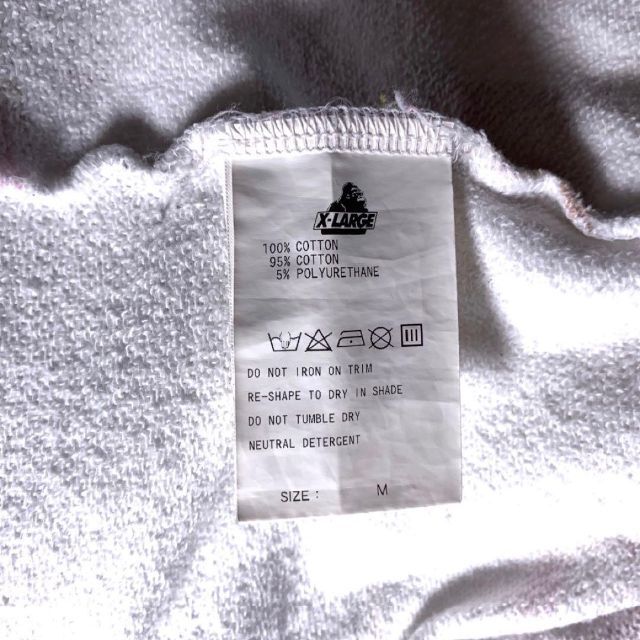 X-LARGE
100% COTTON
95% COTTON
5% POLYURETHANE
DO NOT IRON ON TRIM
RE-SHAPE TO DRY IN SHADE
DO NOT TUMBLE DRY
NEUTRAL DETERGENT
SIZE : M